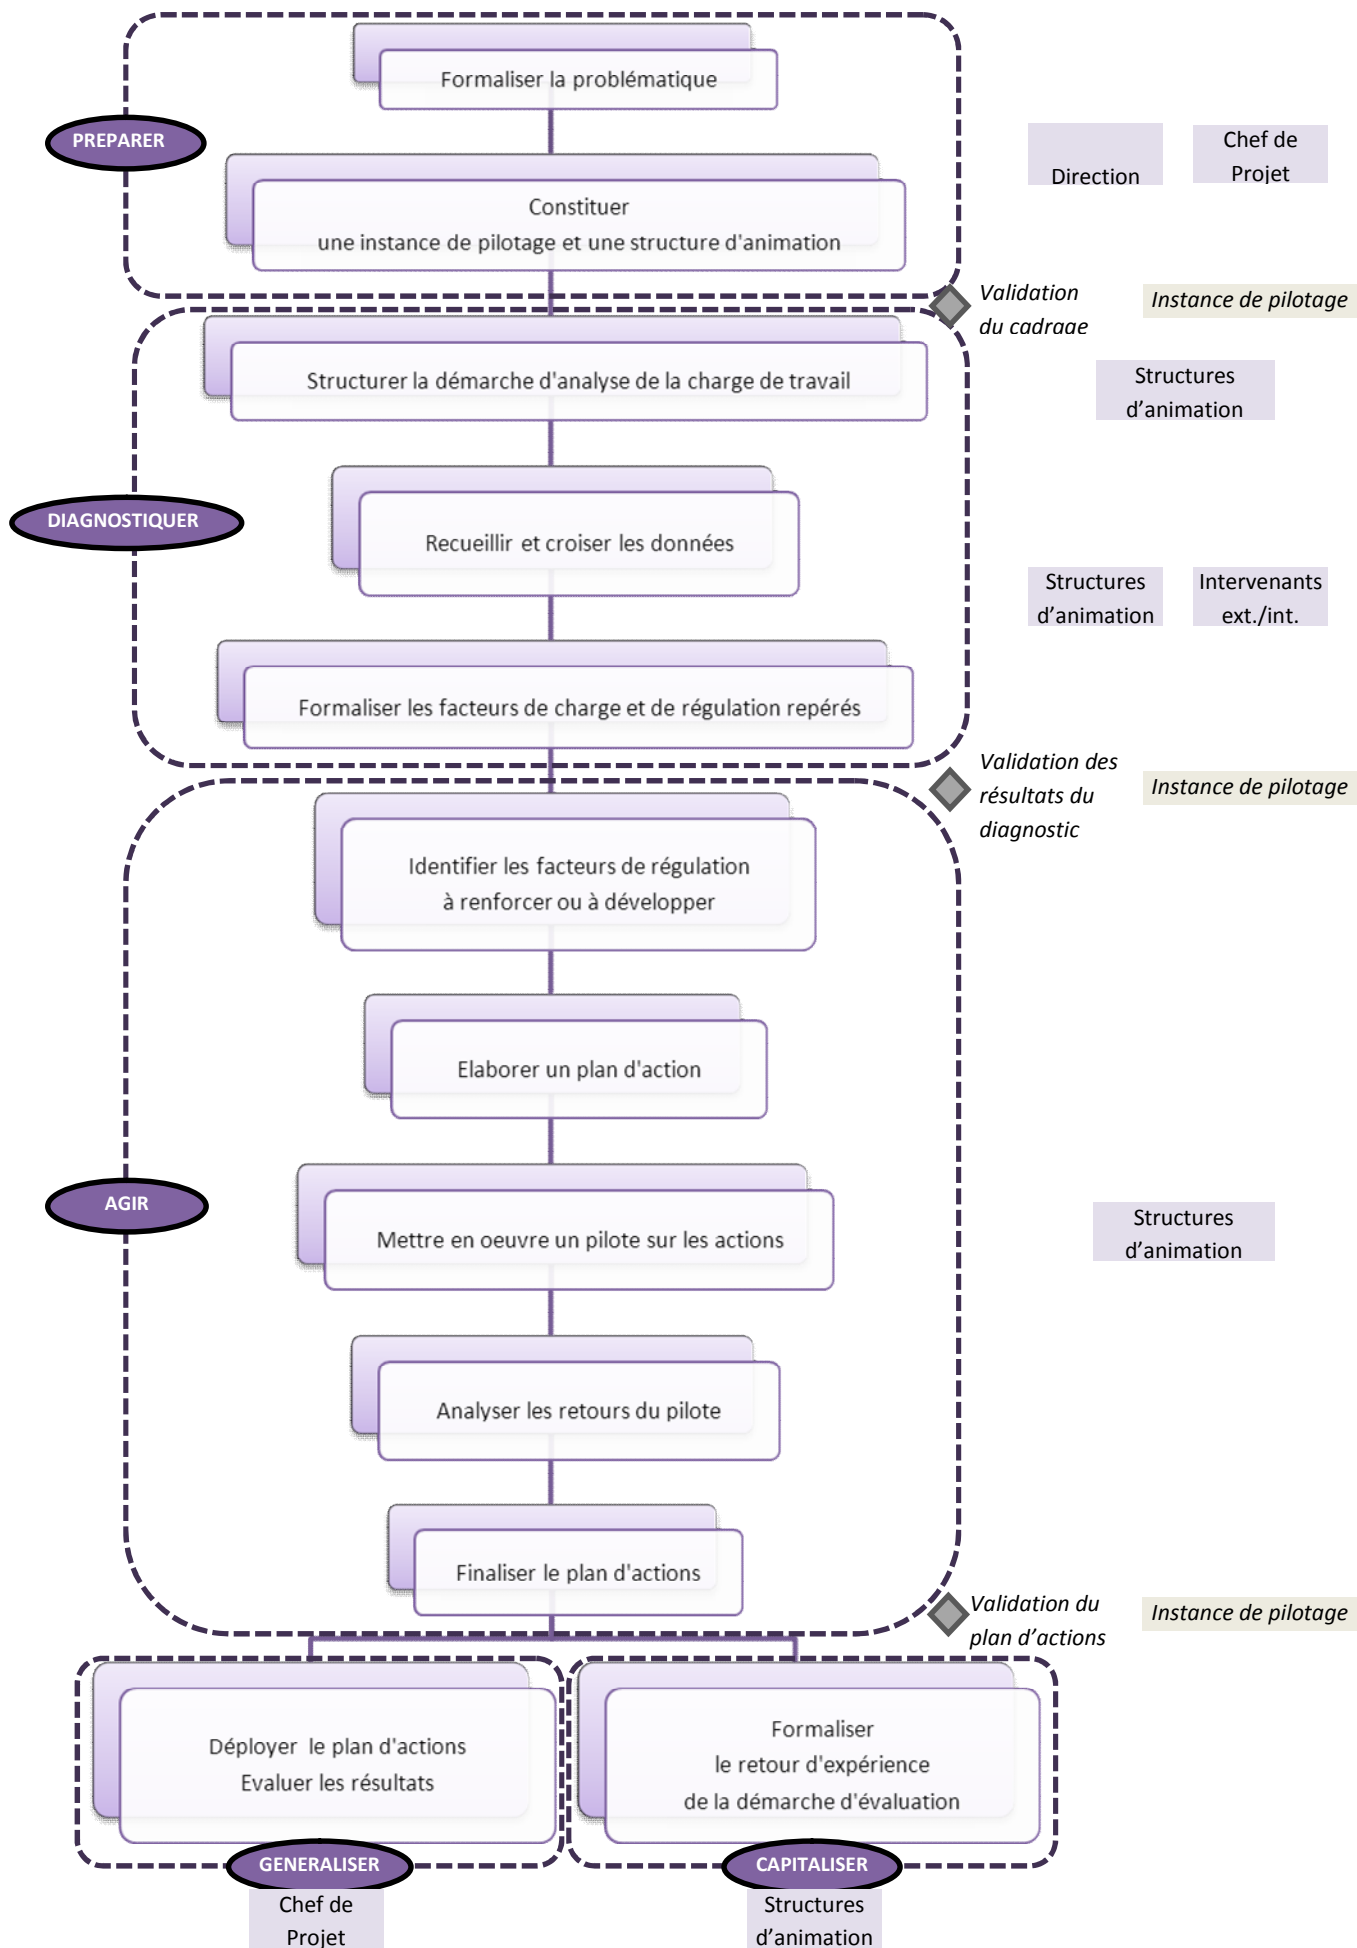 Formaliser la problématique
PREPARER
Direction
Chef de
Projet
Constituer
une instance de pilotage et une structure d'animation
Validation
du cadrage
Instance de pilotage
Structurer la démarche d'analyse de la charge de travail
Structures
d’animation
DIAGNOSTIQUER
Recueillir et croiser les données
Structures
d’animation
Intervenants
ext./int.
Formaliser les facteurs de charge et de régulation repérés
Validation des
résultats du
diagnostic
Instance de pilotage
Identifier les facteurs de régulation
à renforcer ou à développer
Elaborer un plan d'action
AGIR
Mettre en oeuvre un pilote sur les actions
Structures
d’animation
Analyser les retours du pilote
Finaliser le plan d'actions
Validation du
plan d’actions
Instance de pilotage
Déployer le plan d'actions
Evaluer les résultats
Formaliser
le retour d'expérience
de la démarche d'évaluation
GENERALISER
CAPITALISER
Chef de
Projet
Structures
d’animation